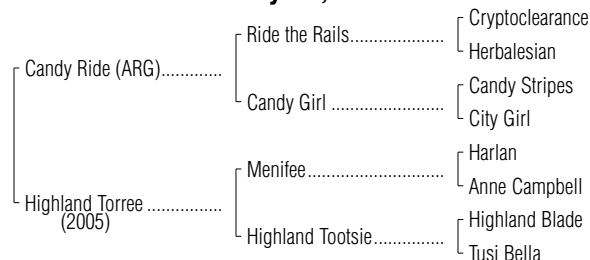 Cryptoclearance
Ride the Rails....................
Herbalesian
Candy Ride (ARG).............
Candy Stripes
Candy Girl ........................
City Girl
Harlan
Menifee.............................
Anne Campbell
Highland Torree ................
(2005)
Highland Blade
Highland Tootsie...............
Tusi Bella